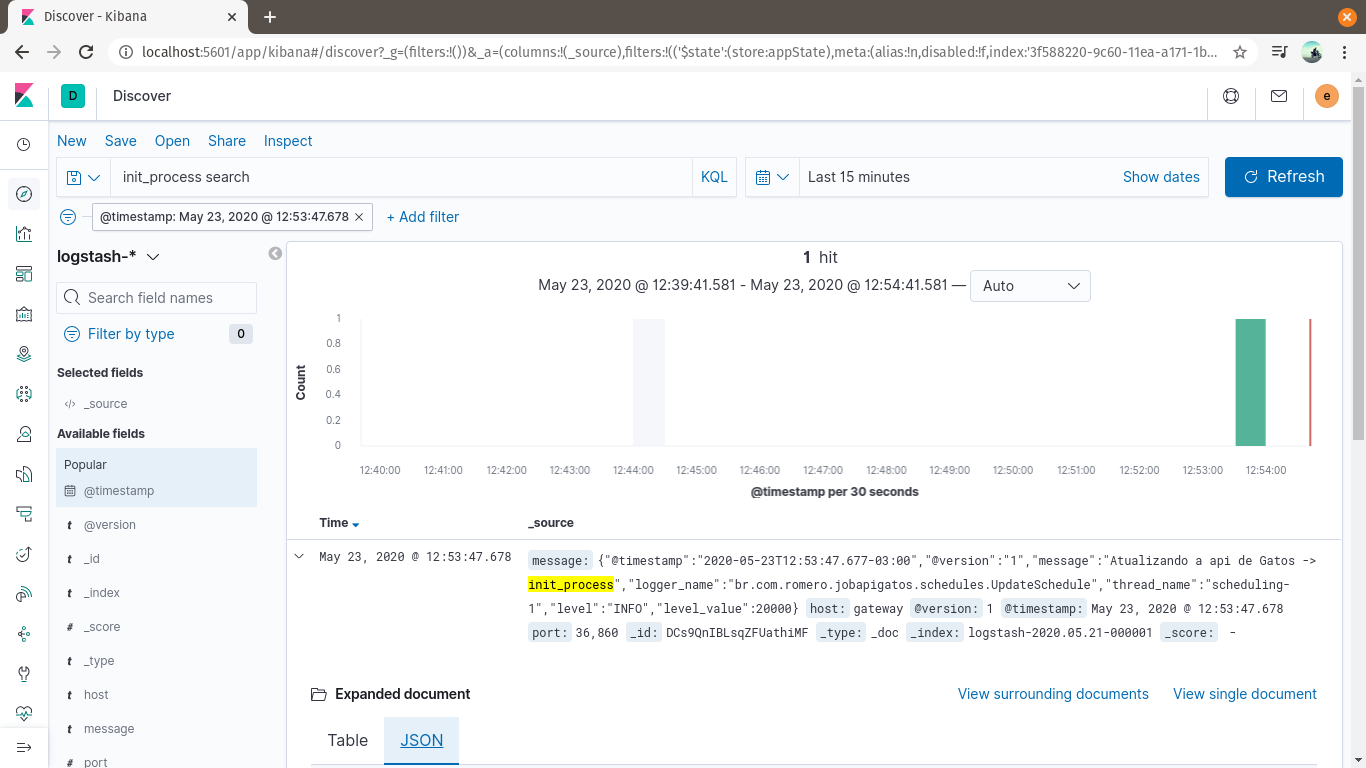 Discover - Kibana
localhost:5601/app/kibana#/discover?_g=(filters:!())&_a=(columns:!(_source),filters:!(('$state':(store:appState),meta:(alias:!n,disabled:!f,index:'3f588220-9c60-11ea-a171-1b...
D
Discover
e
New Save Open Share Inspect
init_process search
KQL
Last 15 minutes
Show dates
Refresh
@timestamp: May 23, 2020 @ 12:53:47.678
+ Add filter
logstash-*
Search field names
Filter by type
0
Selected fields
</> _source
Available fields
Popular
@timestamp
t @version
t _id
t _index
# _score
t _type
t host
t message
# port
1 hit
May 23, 2020 @ 12:39:41.581 - May 23, 2020 @ 12:54:41.581 —
Auto
1
0.8
0.6
0.4
0.2
0
Count
12:40:00 12:41:00 12:42:00 12:43:00 12:44:00 12:45:00 12:46:00 12:47:00 12:48:00 12:49:00 12:50:00 12:51:00 12:52:00 12:53:00 12:54:00
@timestamp per 30 seconds
Time _source
May 23, 2020 @ 12:53:47.678
message: {"@timestamp":"2020-05-23T12:53:47.677-03:00","@version":"1","message":"Atualizando a api de Gatos ->
init_process","logger_name":"br.com.romero.jobapigatos.schedules.UpdateSchedule","thread_name":"scheduling-
1","level":"INFO","level_value":20000} host: gateway @version: 1 @timestamp: May 23, 2020 @ 12:53:47.678
port: 36,860 _id: DCs9QnIBLsqZFUathiMF _type: _doc _index: logstash-2020.05.21-000001 _score: -
Expanded document
View surrounding documents
View single document
Table
JSON